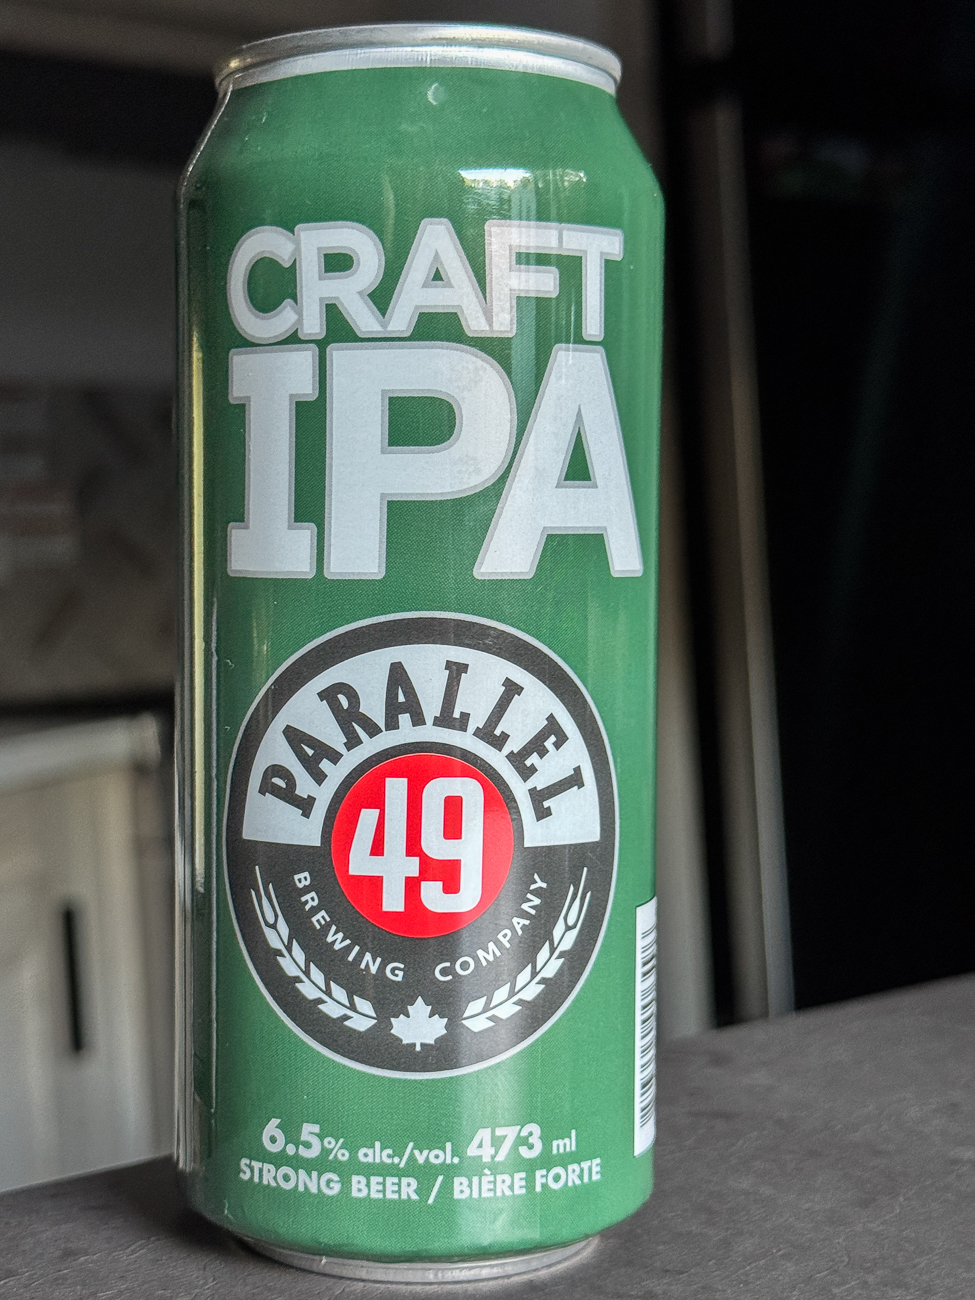 CRAFT
IPA
PARALLEL
49
BREWING COMPANY
6.5% alc./vol. 473 ml
STRONG BEER / BIÈRE FORTE